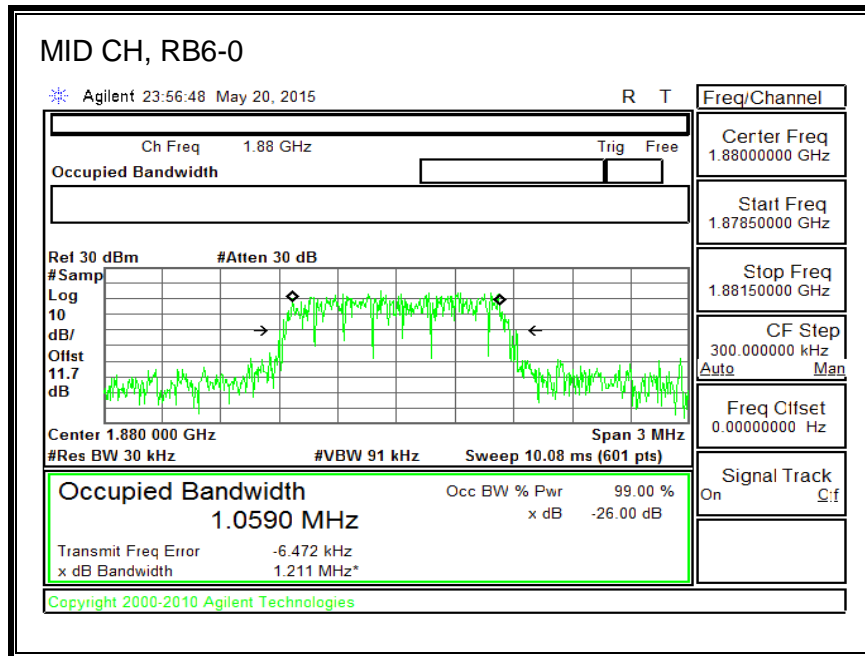 MID CH, RB6-0
Agilent 23:56:48 May 20, 2015 R T
Ch Freq 1.88 GHz Trig Free
Occupied Bandwidth
Ref 30 dBm #Atten 30 dB
#Samp
Log
10
dB/
Offst
11.7
dB
Center 1.880 000 GHz Span 3 MHz
#Res BW 30 kHz #VBW 91 kHz Sweep 10.08 ms (601 pts)
Occupied Bandwidth Occ BW % Pwr 99.00 %
1.0590 MHz x dB -26.00 dB
Transmit Freq Error -6.472 kHz
x dB Bandwidth 1.211 MHz*
Copyright 2000-2010 Agilent Technologies
Freq/Channel
Center Freq
1.88000000 GHz
Start Freq
1.87850000 GHz
Stop Freq
1.88150000 GHz
CF Step
300.000000 kHz
Auto Man
Freq Offset
0.00000000 Hz
Signal Track
On Off